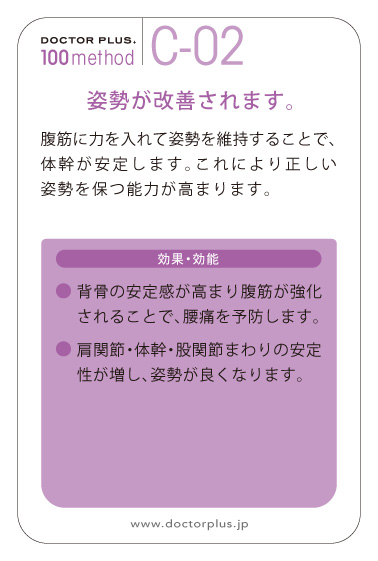 DOCTOR PLUS.
100 method
C-02
姿勢が改善されます。
腹筋に力を入れて姿勢を維持することで、
体幹が安定します。これにより正しい
姿勢を保つ能力が高まります。
効果・効能
● 背骨の安定感が高まり腹筋が強化
されることで、腰痛を予防します。
● 肩関節・体幹・股関節まわりの安定
性が増し、姿勢が良くなります。
www.doctorplus.jp